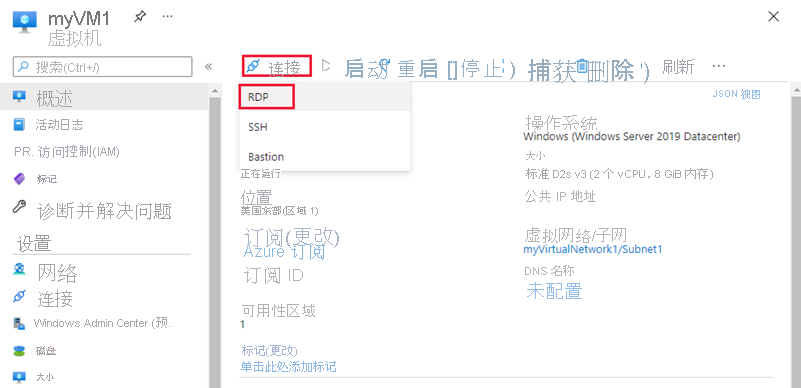 myVM1
虚拟机
搜索(Ctrl+/)
概述
活动日志
PR. 访问控制(IAM)
标记
诊断并解决问题
设置
网络
连接
Windows Admin Center (预.
磁盘
大小
连接 启动 重启 []停止') 捕获 删除 ') 刷新
RDP
SSH
Bastion
JSON 视图
正在运行
位置
美国东部(区域 1)
订阅(更改)
Azure 订阅
订阅 ID
可用性区域
1
标记(更改)
单击此处添加标记
操作系统
Windows (Windows Server 2019 Datacenter)
大小
标准 D2s v3 (2 个 vCPU，8 GiB 内存)
公共 IP 地址
虚拟网络/子网
myVirtualNetwork1/Subnet1
DNS 名称
未配置